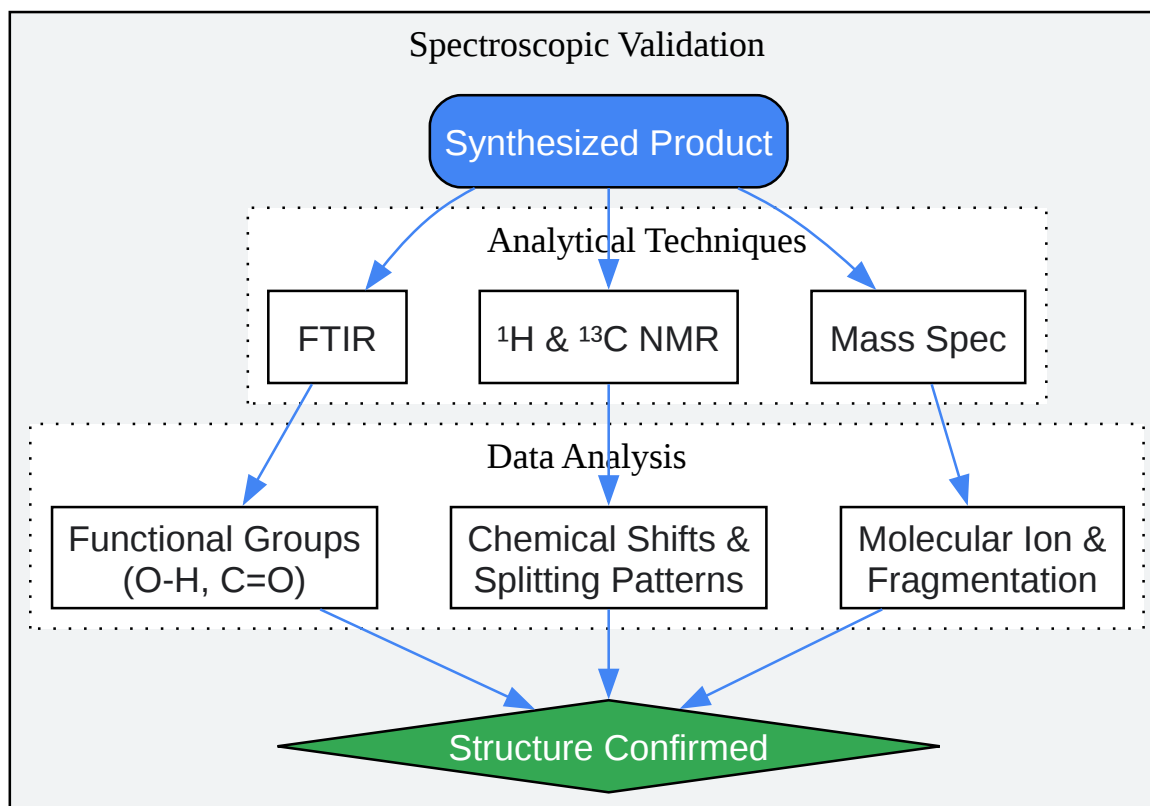 Spectroscopic Validation
Synthesized Product
Analytical Techniques
FTIR
¹H & ¹³C NMR
Mass Spec
Data Analysis
Functional Groups
(O-H, C=O)
Chemical Shifts &
Splitting Patterns
Molecular Ion &
Fragmentation
Structure Confirmed